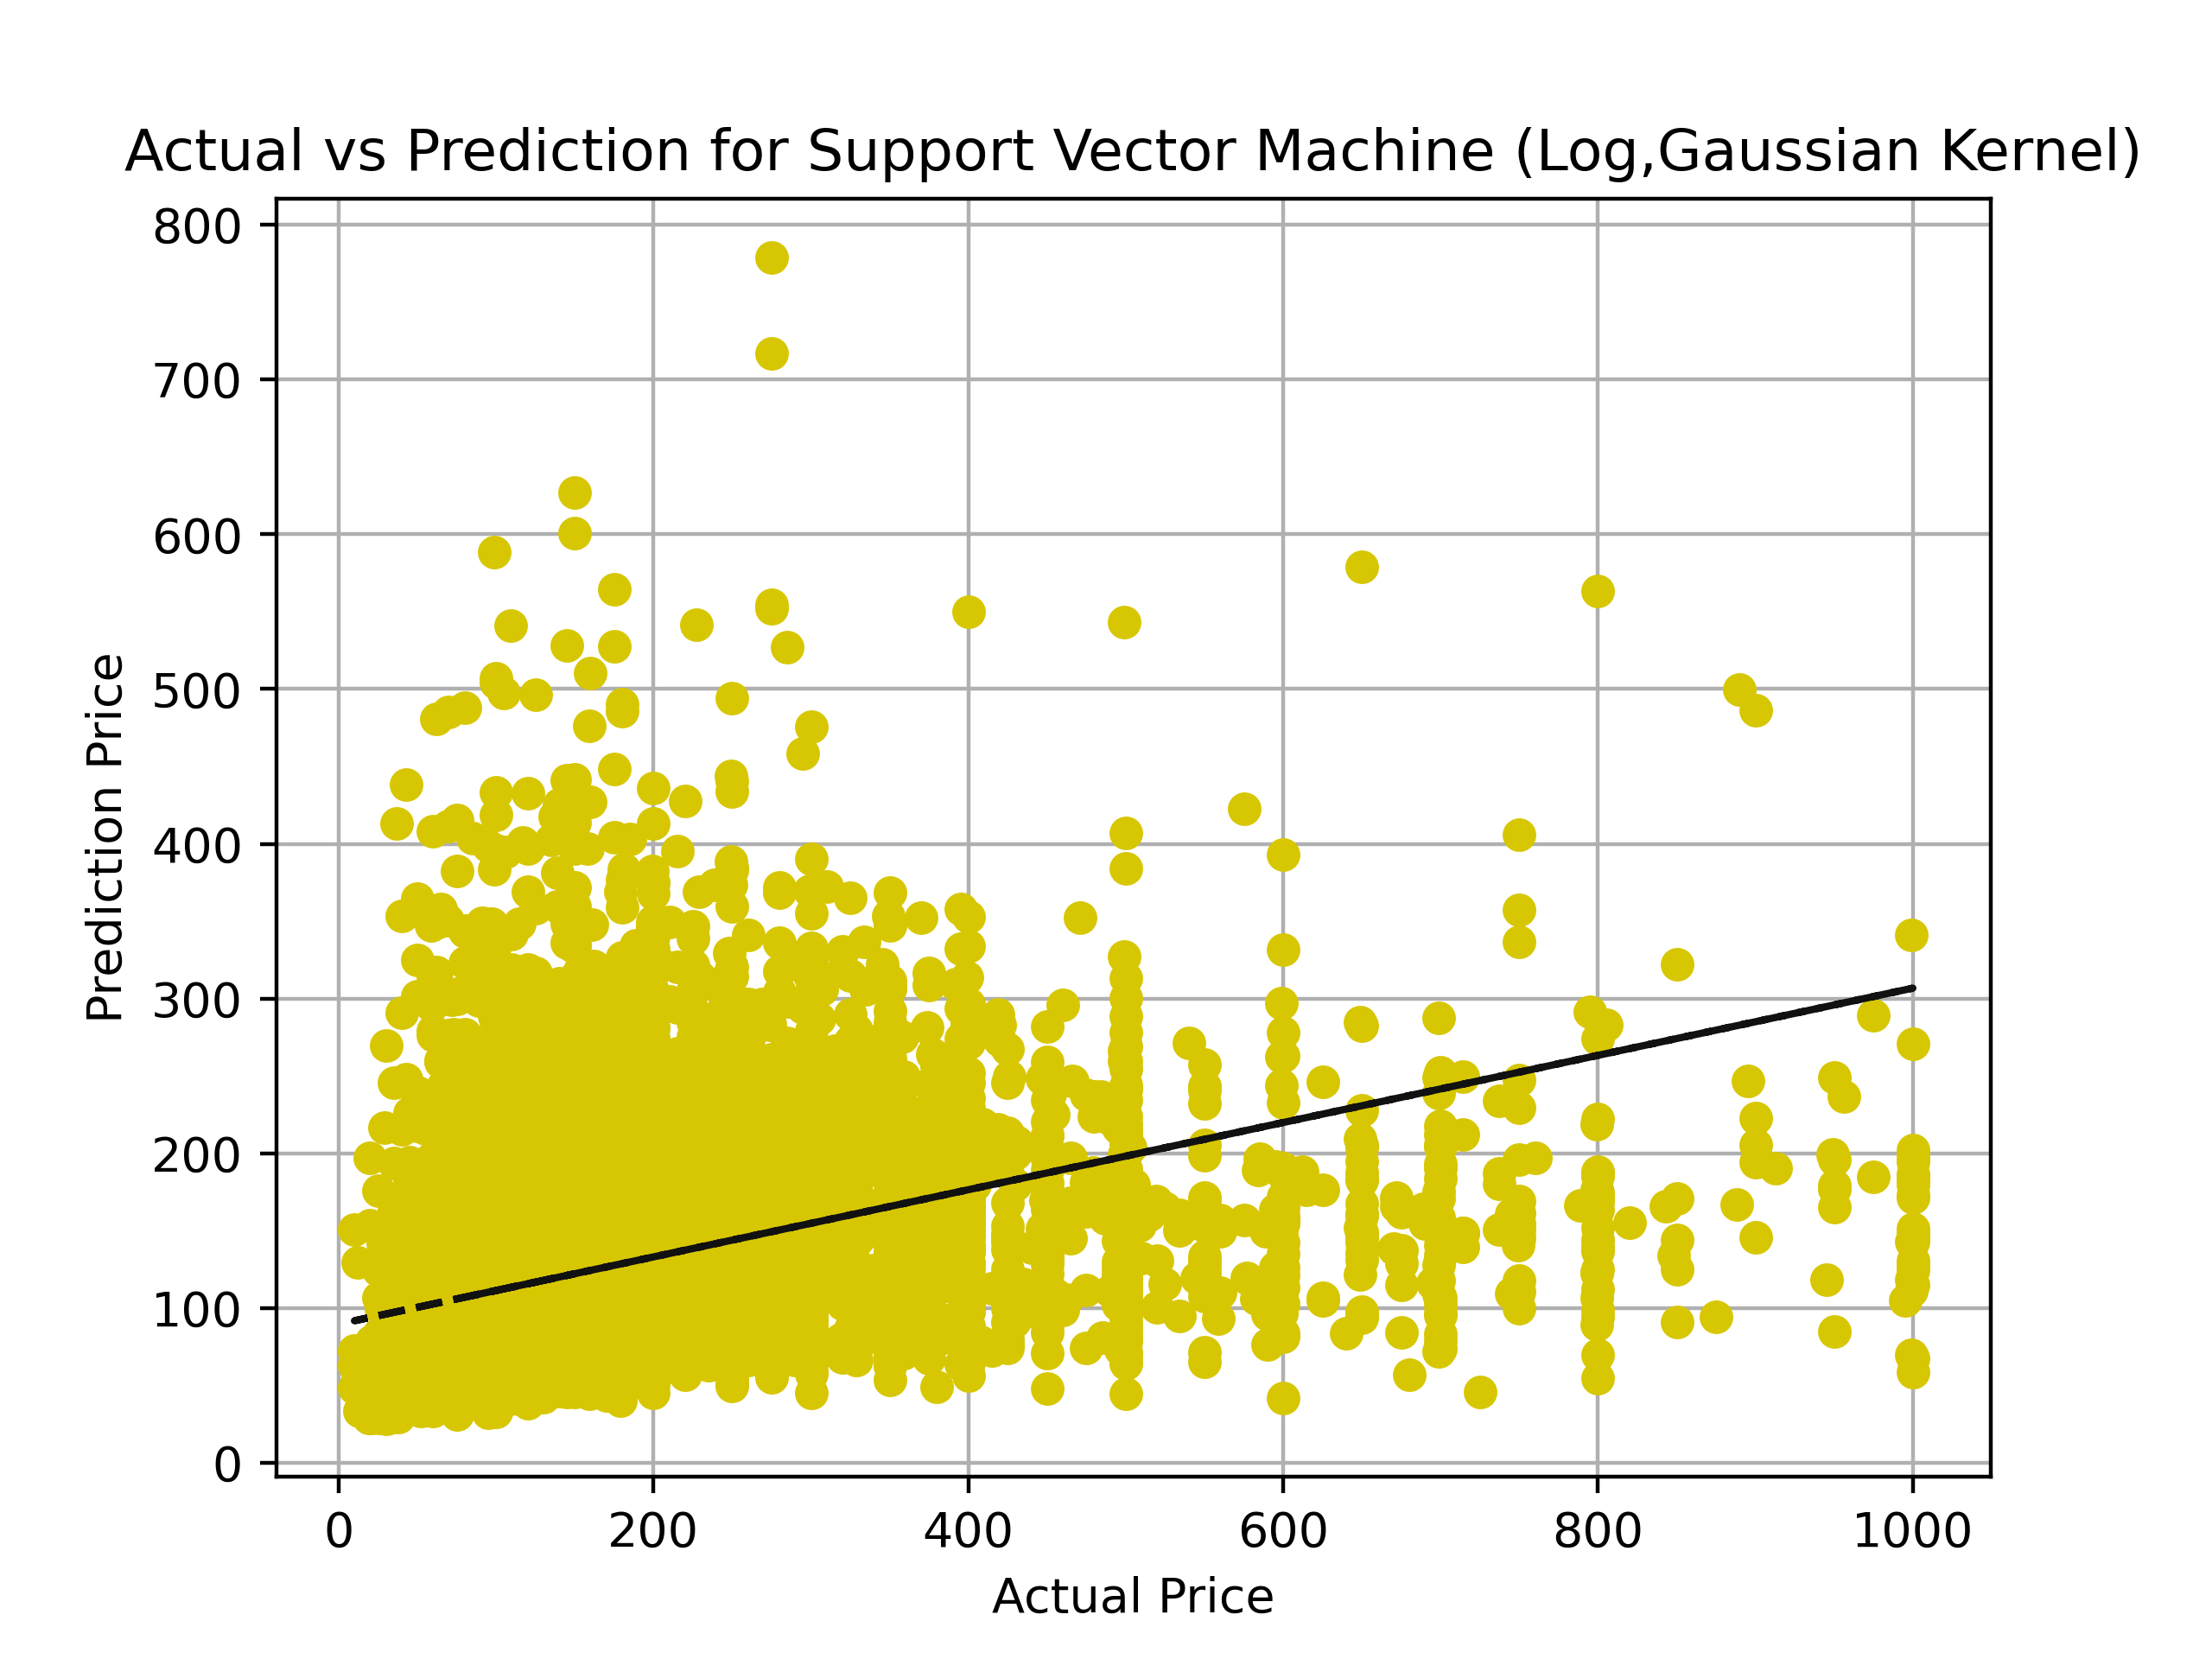 Actual vs Prediction for Support Vector Machine (Log,Gaussian Kernel)
800
700
600
500
400
300
200
100
0
Prediction Price
0 200 400 600 800 1000
Actual Price